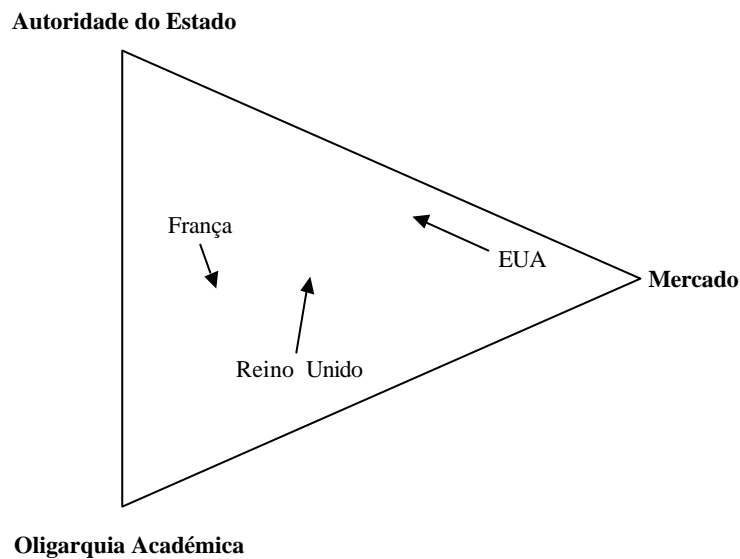 Autoridade do Estado
França
EUA
Mercado
Reino Unido
Oligarquia Académica